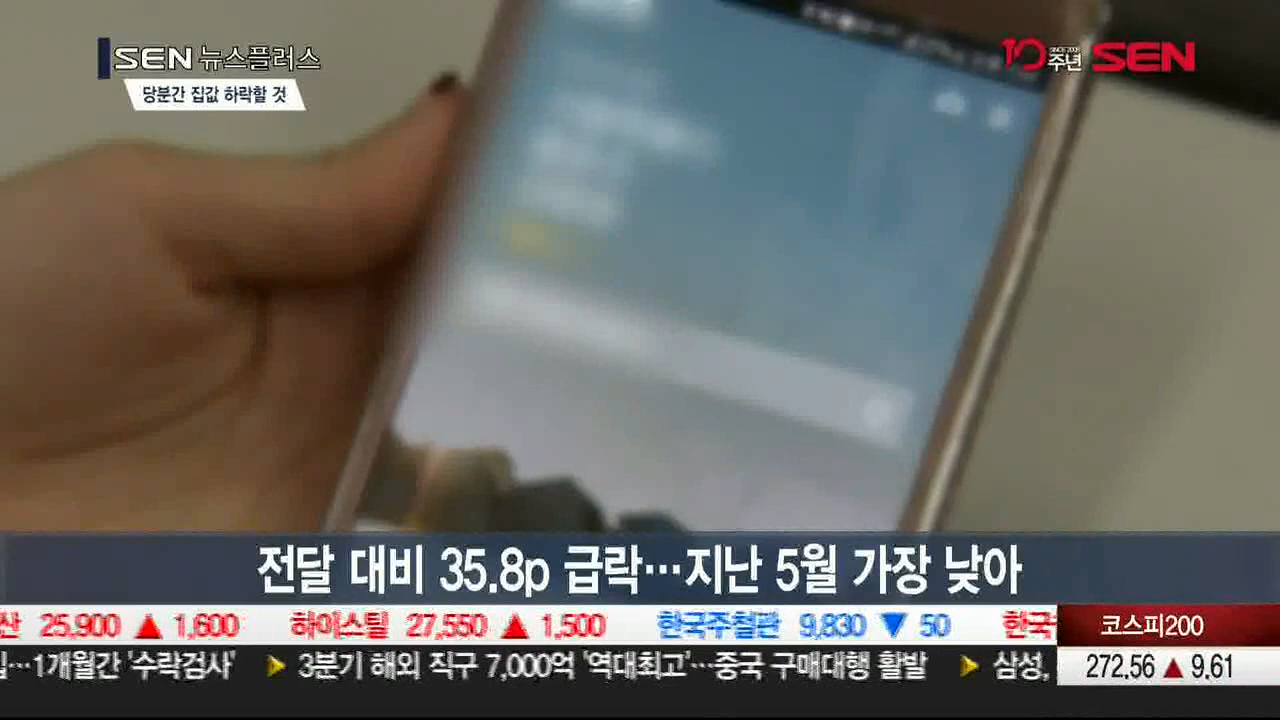 SEN 뉴스플러스
당분간 집값 하락할 것
SINCE 2008
10주년 SEN
전달 대비 35.8p 급락…지난 5월 가장 낮아
산 25,900 ▲ 1,600 하이스틸 27,550 ▲ 1,500 한국주철관 9,830 ▼ 50 한국
코스피200
…1개월간 '수락검사' 3분기 해외 직구 7,000억 '역대최고'…중국 구매대행 활발 삼성,
272.56 ▲ 9.61